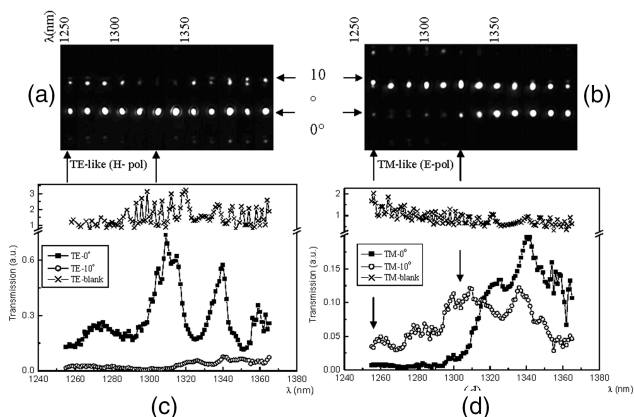 λ(nm)
1250
1300
1350
1250
1300
1350
(a)
10
°
0°
(b)
TE-like (H- pol)
TM-like (E-pol)
3
2
1
0.6
0.3
0.0
Transmission (a.u.)
TE-0°
TE-10°
TE-blank
1240 1260 1280 1300 1320 1340 1360 1380
λ (nm)
(c)
2
1
0.20
0.15
0.10
0.05
0.00
Transmission (a.u.)
TM-0°
TM-10°
TM-blank
1240 1260 1280 1300 1320 1340 1360 1380
λ (nm)
(d)